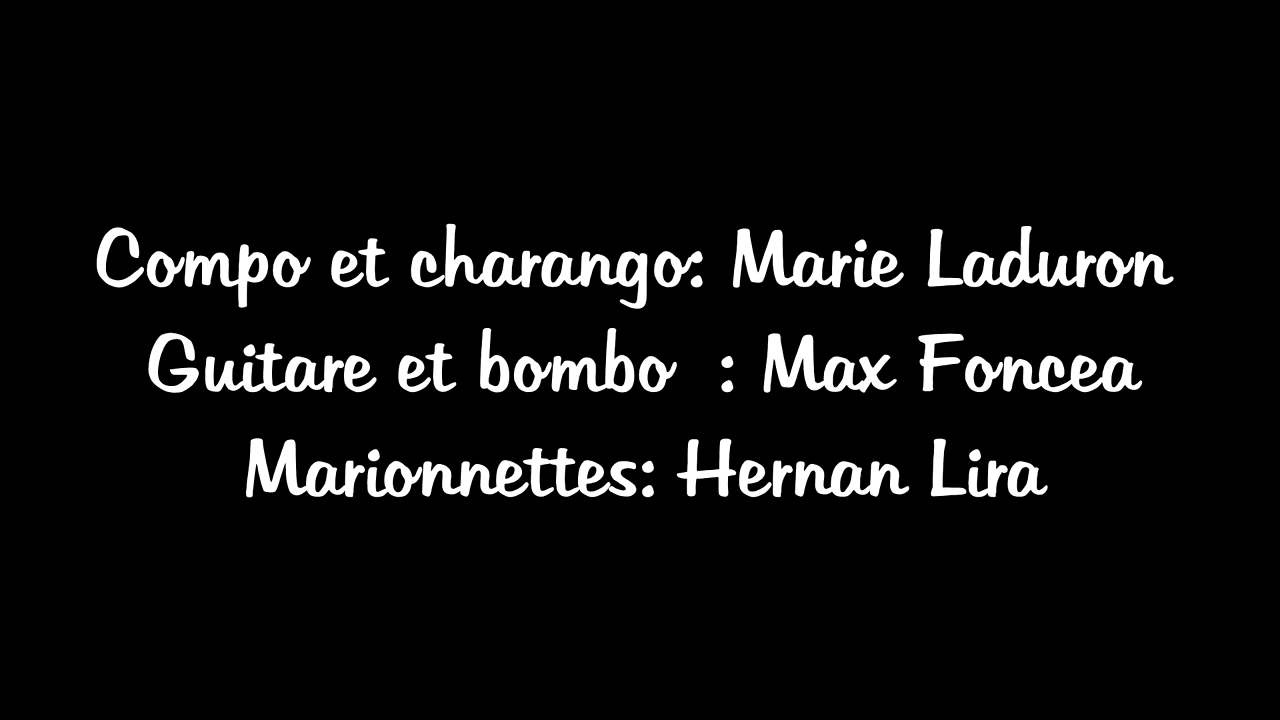 Compo et charango: Marie Laduron
Guitare et bombo  : Max Foncea
Marionnettes: Hernan Lira